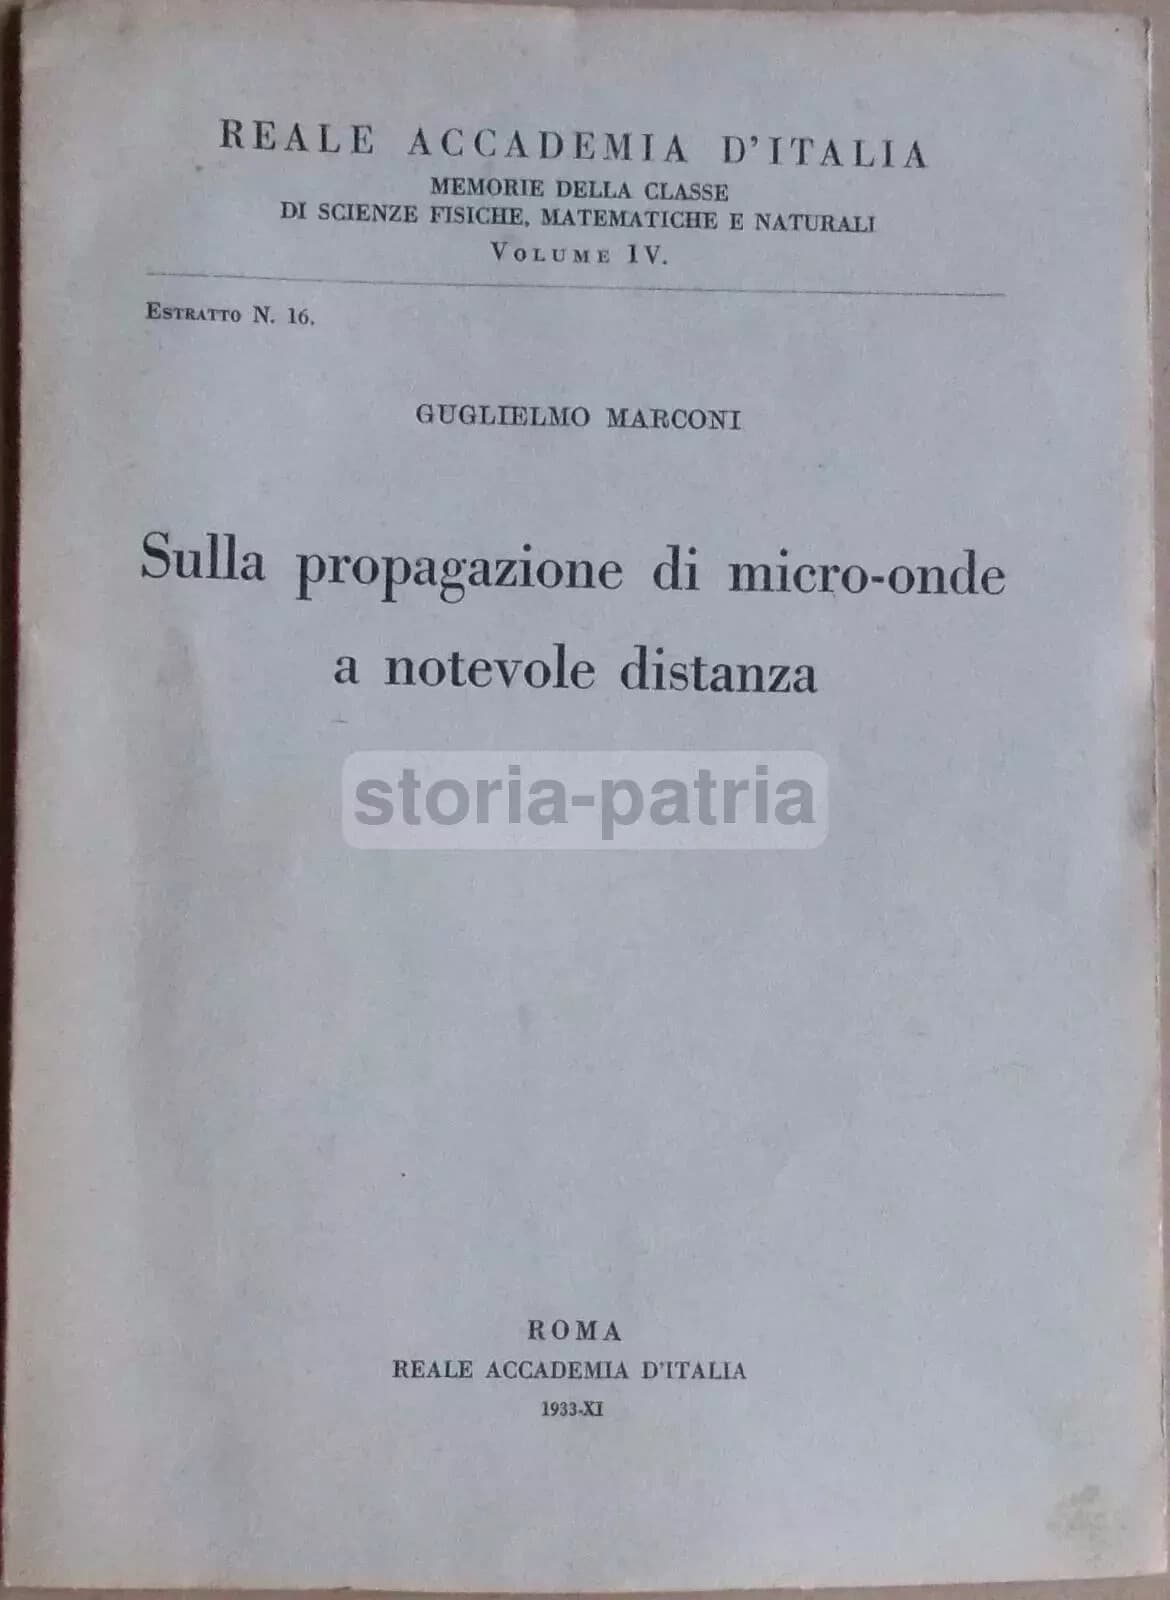 REALE ACCADEMIA D'ITALIA
MEMORIE DELLA CLASSE
DI SCIENZE FISICHE, MATEMATICHE E NATURALI
VOLUME IV.
ESTRATTO N. 16.
GUGLIELMO MARCONI
Sulla propagazione di micro-onde
a notevole distanza
storia-patria
ROMA
REALE ACCADEMIA D'ITALIA
1933-XI